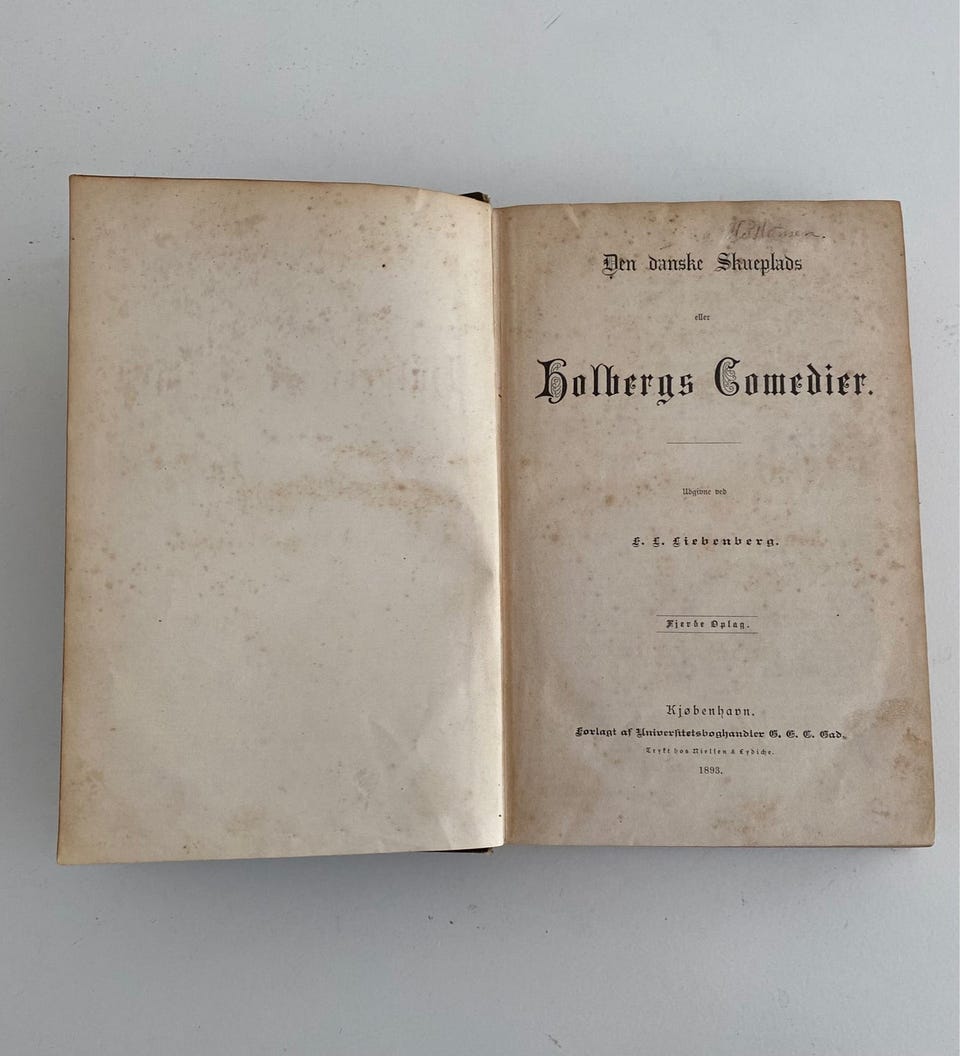 Den danske Skueplads
eller
Holbergs Comedier.
Udgivne ved
F. L. Liebenberg.
Fjerde Oplag.
Kjøbenhavn.
Forlagt af Universitetsboghandler G. E. C. Gad.
Trykt hos Nielsen & Lydiche.
1893.